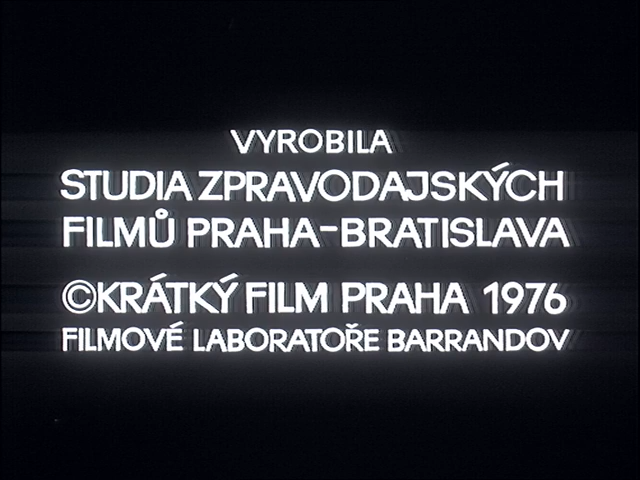 VYROBILA
STUDIA ZPRAVODAJSKÝCH
FILMŮ PRAHA-BRATISLAVA
©KRÁTKÝ FILM PRAHA 1976
FILMOVÉ LABORATOŘE BARRANDOV